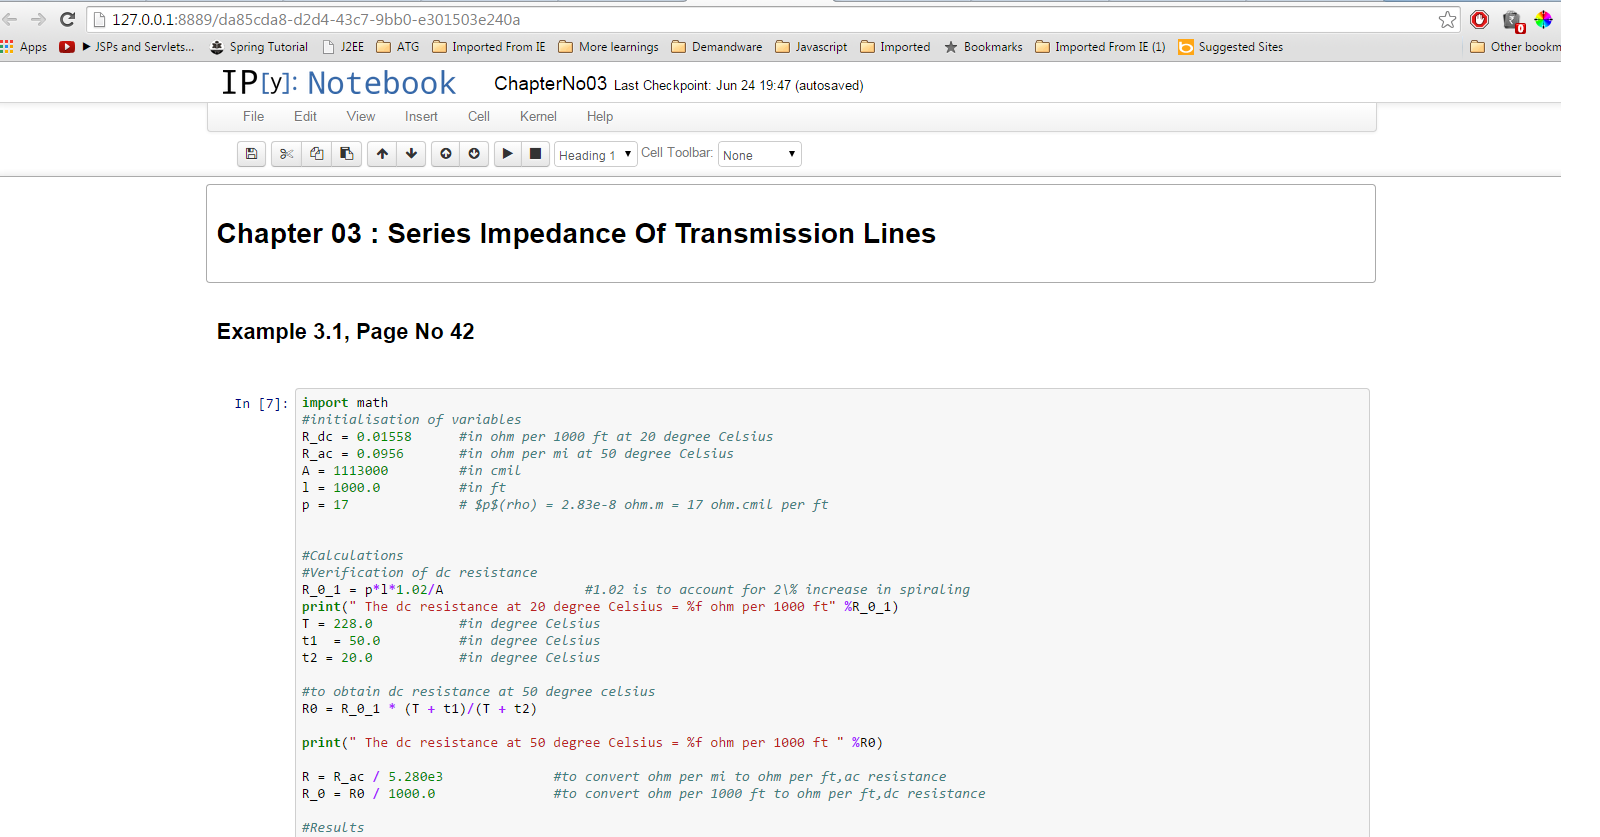 127.0.0.1:8889/da85cda8-d2d4-43c7-9bb0-e301503e240a
Apps ▶ JSPs and Servlets... Spring Tutorial J2EE ATG Imported From IE More learnings Demandware Javascript Imported Bookmarks Imported From IE (1) Suggested Sites Other bookm
IP[y]: Notebook ChapterNo03 Last Checkpoint: Jun 24 19:47 (autosaved)
File Edit View Insert Cell Kernel Help
Heading 1 Cell Toolbar: None
Chapter 03 : Series Impedance Of Transmission Lines
Example 3.1, Page No 42
In [7]: import math
#initialisation of variables
R_dc = 0.01558 #in ohm per 1000 ft at 20 degree Celsius
R_ac = 0.0956 #in ohm per mi at 50 degree Celsius
A = 1113000 #in cmil
l = 1000.0 #in ft
p = 17 # $p$(rho) = 2.83e-8 ohm.m = 17 ohm.cmil per ft
#Calculations
#Verification of dc resistance
R_0_1 = p*l*1.02/A #1.02 is to account for 2\% increase in spiraling
print(" The dc resistance at 20 degree Celsius = %f ohm per 1000 ft" %R_0_1)
T = 228.0 #in degree Celsius
t1 = 50.0 #in degree Celsius
t2 = 20.0 #in degree Celsius
#to obtain dc resistance at 50 degree celsius
R0 = R_0_1 * (T + t1)/(T + t2)
print(" The dc resistance at 50 degree Celsius = %f ohm per 1000 ft " %R0)
R = R_ac / 5.280e3 #to convert ohm per mi to ohm per ft,ac resistance
R_0 = R0 / 1000.0 #to convert ohm per 1000 ft to ohm per ft,dc resistance
#Results